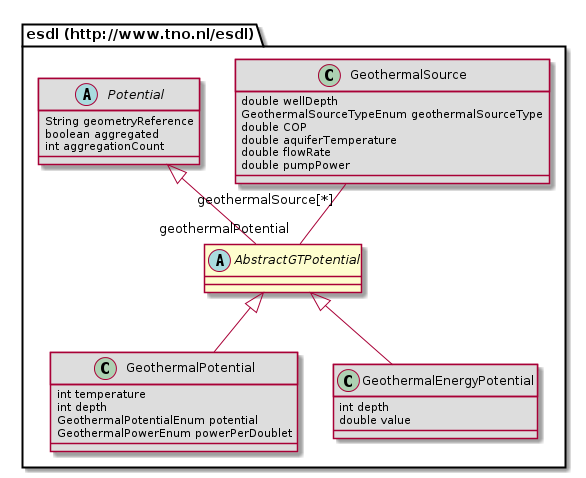 esdl (http://www.tno.nl/esdl)
A Potential
String geometryReference
boolean aggregated
int aggregationCount
C GeothermalSource
double wellDepth
GeothermalSourceTypeEnum geothermalSourceType
double COP
double aquiferTemperature
double flowRate
double pumpPower
geothermalSource[*]
geothermalPotential
A AbstractGTPotential
C GeothermalPotential
int temperature
int depth
GeothermalPotentialEnum potential
GeothermalPowerEnum powerPerDoublet
C GeothermalEnergyPotential
int depth
double value